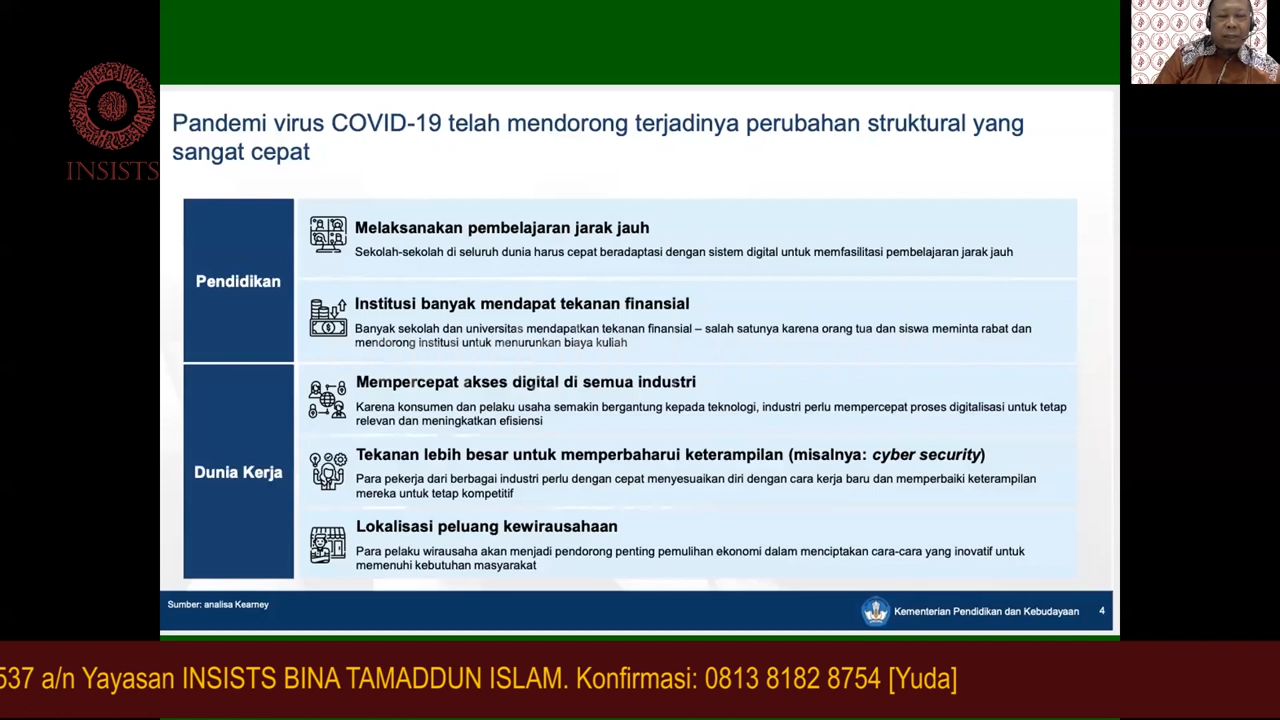 INSISTS
Pandemi virus COVID-19 telah mendorong terjadinya perubahan struktural yang
sangat cepat
Pendidikan
Melaksanakan pembelajaran jarak jauh
Sekolah-sekolah di seluruh dunia harus cepat beradaptasi dengan sistem digital untuk memfasilitasi pembelajaran jarak jauh
Institusi banyak mendapat tekanan finansial
Banyak sekolah dan universitas mendapatkan tekanan finansial – salah satunya karena orang tua dan siswa meminta rabat dan
mendorong institusi untuk menurunkan biaya kuliah
Dunia Kerja
Mempercepat akses digital di semua industri
Karena konsumen dan pelaku usaha semakin bergantung kepada teknologi, industri perlu mempercepat proses digitalisasi untuk tetap
relevan dan meningkatkan efisiensi
Tekanan lebih besar untuk memperbaharui keterampilan (misalnya: cyber security)
Para pekerja dari berbagai industri perlu dengan cepat menyesuaikan diri dengan cara kerja baru dan memperbaiki keterampilan
mereka untuk tetap kompetitif
Lokalisasi peluang kewirausahaan
Para pelaku wirausaha akan menjadi pendorong penting pemulihan ekonomi dalam menciptakan cara-cara yang inovatif untuk
memenuhi kebutuhan masyarakat
Sumber: analisa Kearney
Kementerian Pendidikan dan Kebudayaan 4
537 a/n Yayasan INSISTS BINA TAMADDUN ISLAM. Konfirmasi: 0813 8182 8754 [Yuda]